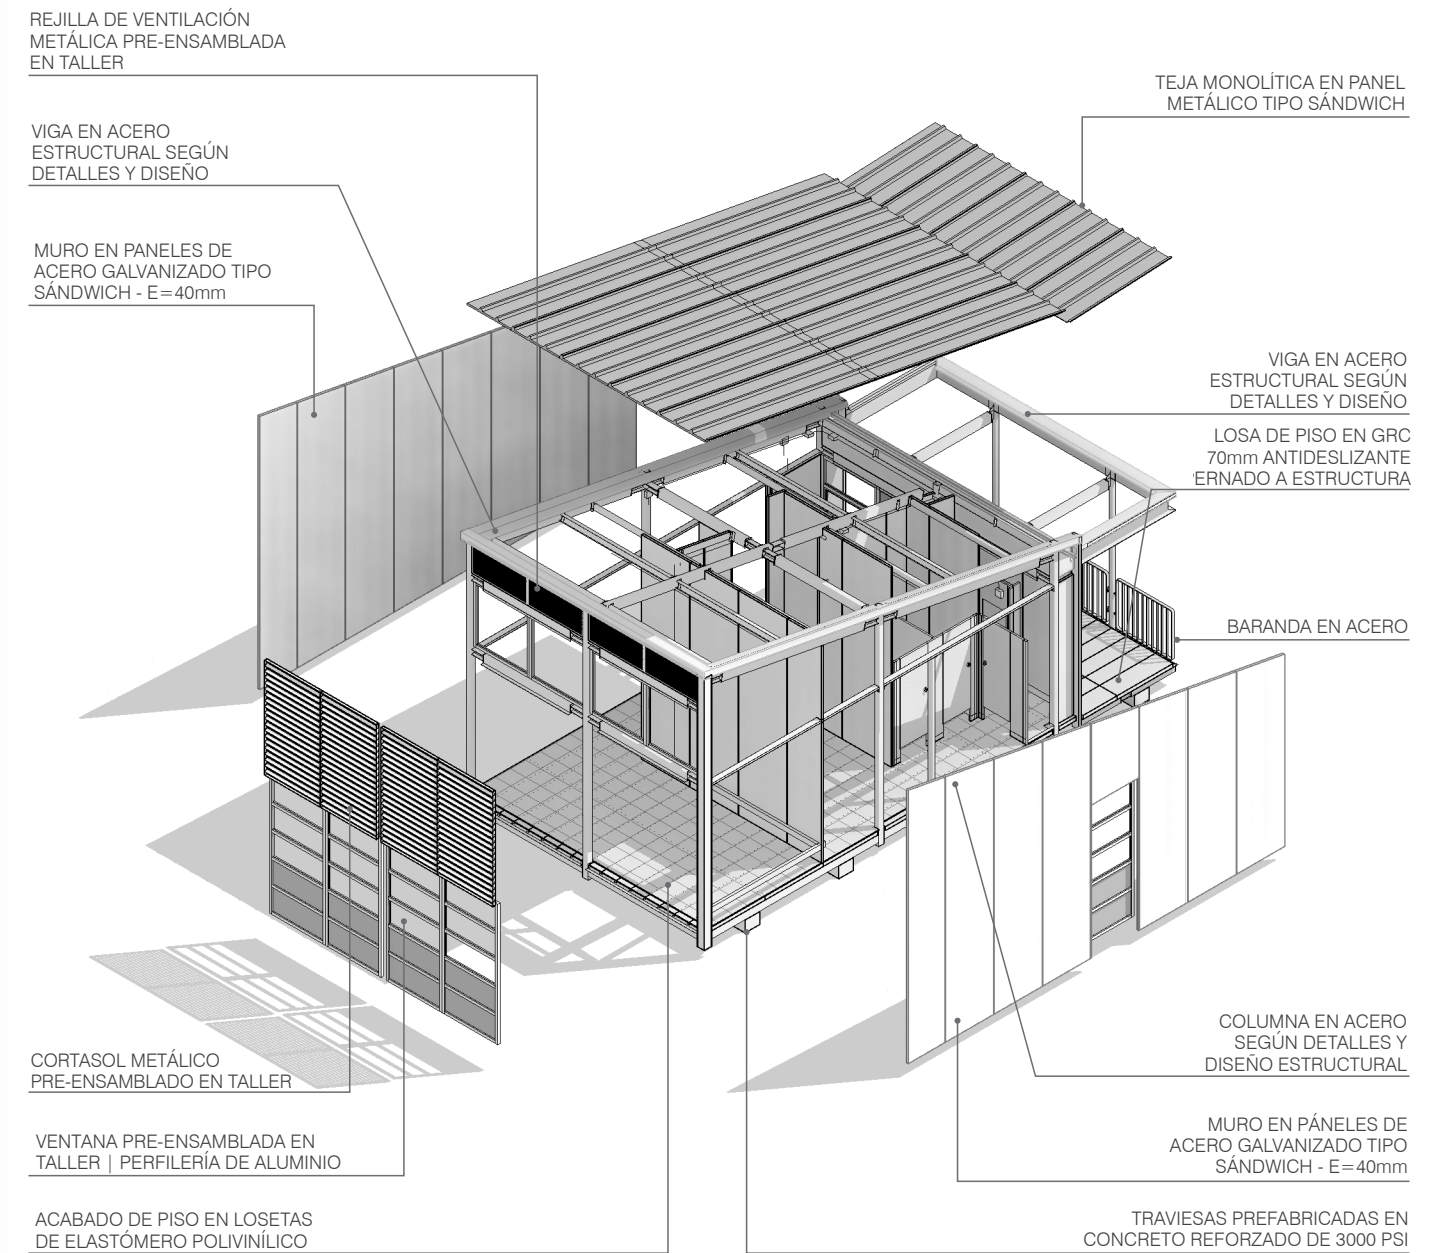 REJILLA DE VENTILACIÓN
METÁLICA PRE-ENSAMBLADA
EN TALLER
VIGA EN ACERO
ESTRUCTURAL SEGÚN
DETALLES Y DISEÑO
MURO EN PANELES DE
ACERO GALVANIZADO TIPO
SÁNDWICH - E=40mm
CORTASOL METÁLICO
PRE-ENSAMBLADO EN TALLER
VENTANA PRE-ENSAMBLADA EN
TALLER | PERFILERÍA DE ALUMINIO
ACABADO DE PISO EN LOSETAS
DE ELASTÓMERO POLIVINÍLICO
TEJA MONOLÍTICA EN PANEL
METÁLICO TIPO SÁNDWICH
VIGA EN ACERO
ESTRUCTURAL SEGÚN
DETALLES Y DISEÑO
LOSA DE PISO EN GRC
70mm ANTIDESLIZANTE
ERNADO A ESTRUCTURA
BARANDA EN ACERO
COLUMNA EN ACERO
SEGÚN DETALLES Y
DISEÑO ESTRUCTURAL
MURO EN PÁNELES DE
ACERO GALVANIZADO TIPO
SÁNDWICH - E=40mm
TRAVIESAS PREFABRICADAS EN
CONCRETO REFORZADO DE 3000 PSI